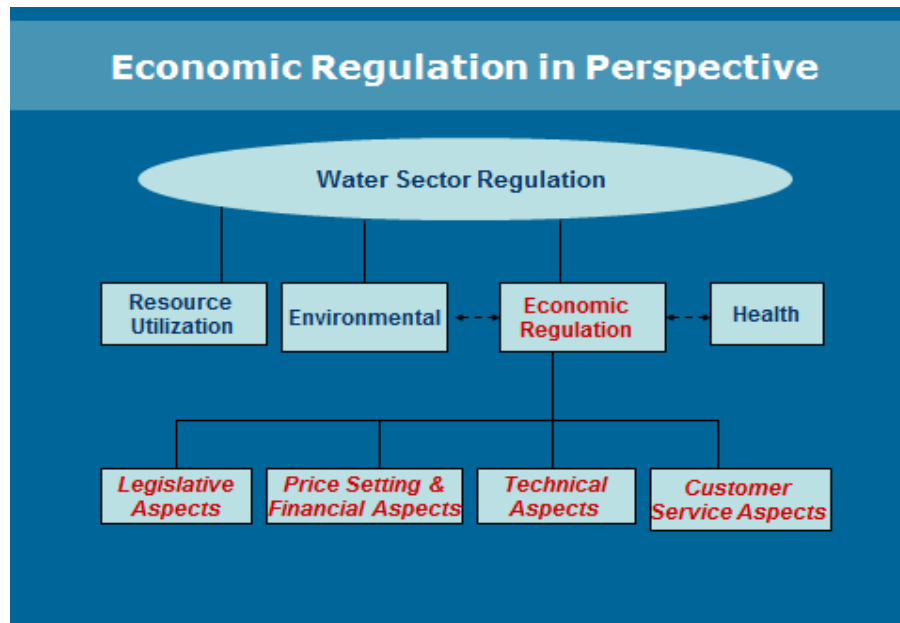 Economic Regulation in Perspective
Water Sector Regulation
Resource
Utilization
Environmental
Economic
Regulation
Health
Legislative
Aspects
Price Setting &
Financial Aspects
Technical
Aspects
Customer
Service Aspects